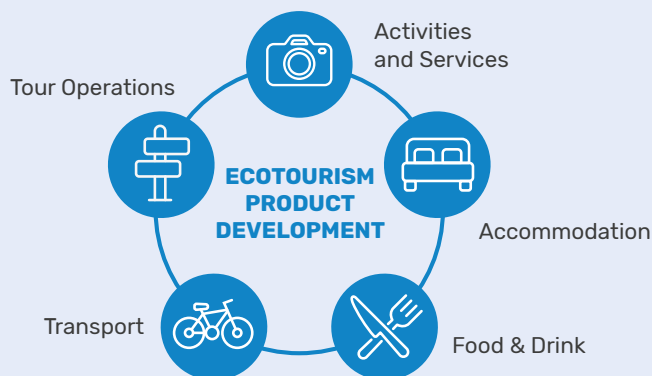 Activities
and Services
Tour Operations
ECOTOURISM
PRODUCT
DEVELOPMENT
Accommodation
Transport
Food & Drink